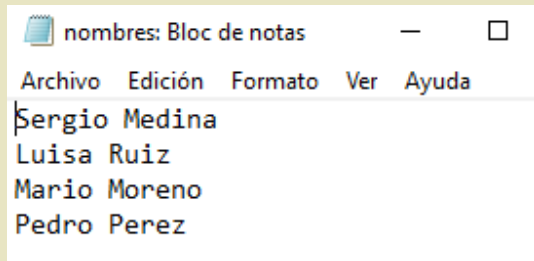 nombres: Bloc de notas
Archivo Edición Formato Ver Ayuda
Sergio Medina
Luisa Ruiz
Mario Moreno
Pedro Perez